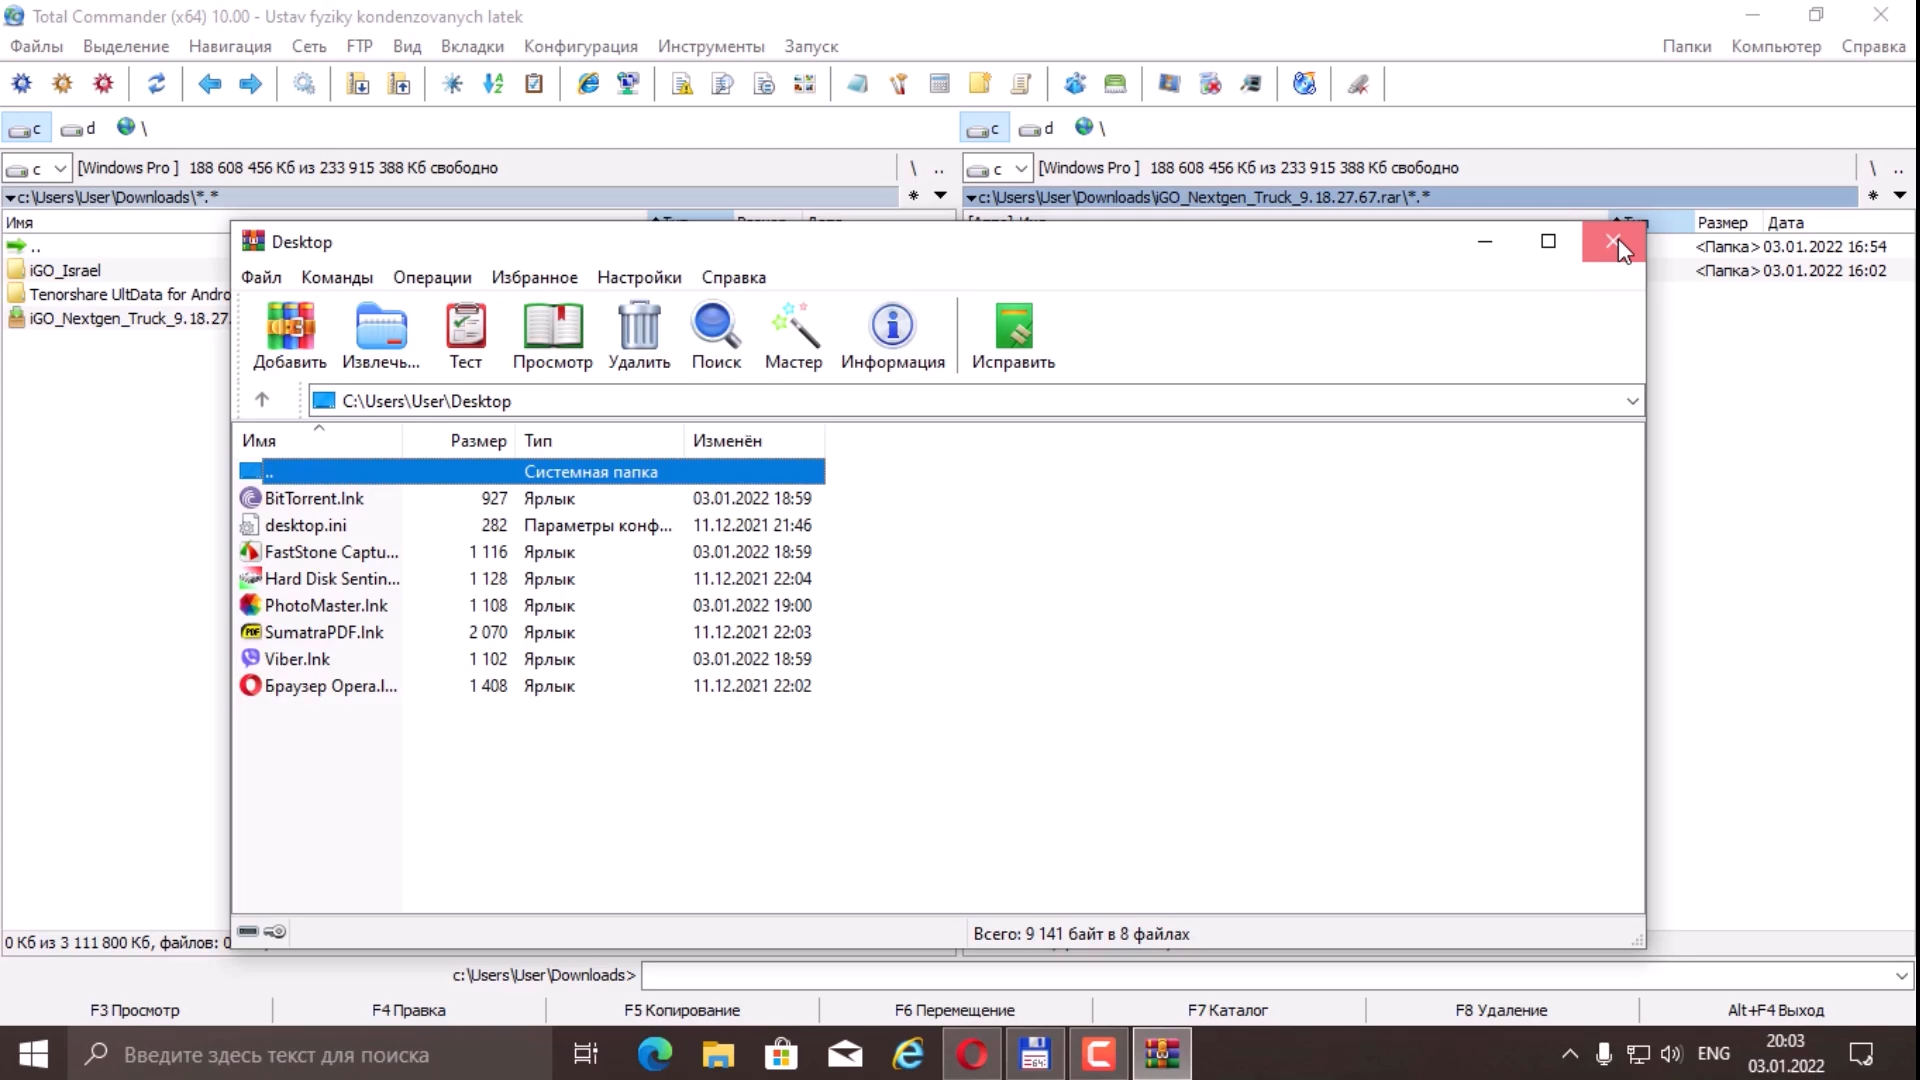 Total Commander (x64) 10.00 - Ustav fyziky kondenzovanych latek
Файлы Выделение Навигация Сеть FTP Вид Вкладки Конфигурация Инструменты Запуск Папки Компьютер Справка
c d \ c d \
c [Windows Pro ] 188 608 456 Кб из 233 915 388 Кб свободно \ .. c [Windows Pro ] 188 608 456 Кб из 233 915 388 Кб свободно \ ..
c:\Users\User\Downloads\*.* * c:\Users\User\Downloads\iGO_Nextgen_Truck_9.18.27.67.rar\*.* *
Имя Размер Дата
.. <Папка> 03.01.2022 16:54
iGO_Israel <Папка> 03.01.2022 16:02
Tenorshare UltData for Andro
iGO_Nextgen_Truck_9.18.27.
Desktop
Файл Команды Операции Избранное Настройки Справка
Добавить Извлечь... Тест Просмотр Удалить Поиск Мастер Информация Исправить
C:\Users\User\Desktop
Имя Размер Тип Изменён
.. Системная папка
BitTorrent.lnk 927 Ярлык 03.01.2022 18:59
desktop.ini 282 Параметры конф... 11.12.2021 21:46
FastStone Captu... 1 116 Ярлык 03.01.2022 18:59
Hard Disk Sentin... 1 128 Ярлык 11.12.2021 22:04
PhotoMaster.lnk 1 108 Ярлык 03.01.2022 19:00
SumatraPDF.lnk 2 070 Ярлык 11.12.2021 22:03
Viber.lnk 1 102 Ярлык 03.01.2022 18:59
Браузер Opera.l... 1 408 Ярлык 11.12.2021 22:02
Всего: 9 141 байт в 8 файлах
0 Кб из 3 111 800 Кб, файлов: 0
c:\Users\User\Downloads>
F3 Просмотр F4 Правка F5 Копирование F6 Перемещение F7 Каталог F8 Удаление Alt+F4 Выход
Введите здесь текст для поиска
ENG
20:03
03.01.2022